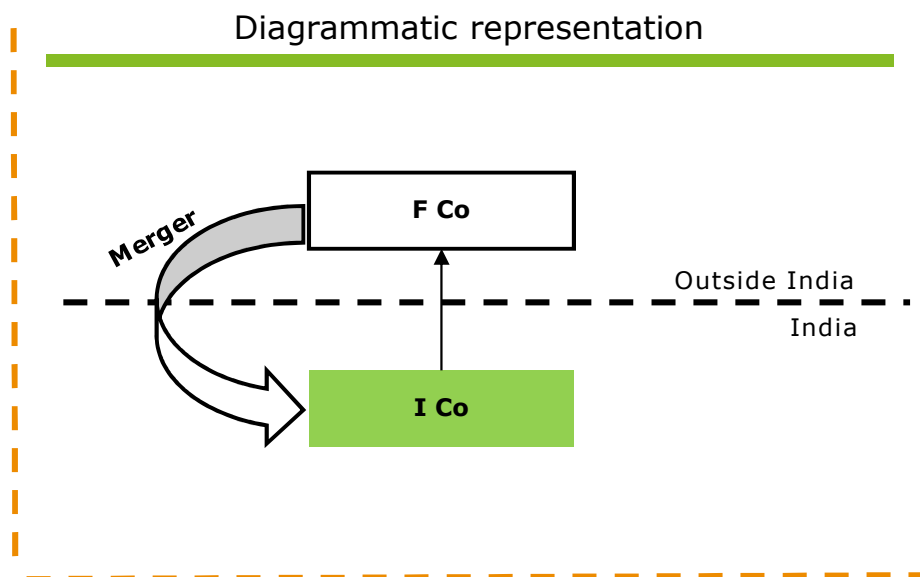 Diagrammatic representation
F Co
Merger
Outside India
India
I Co